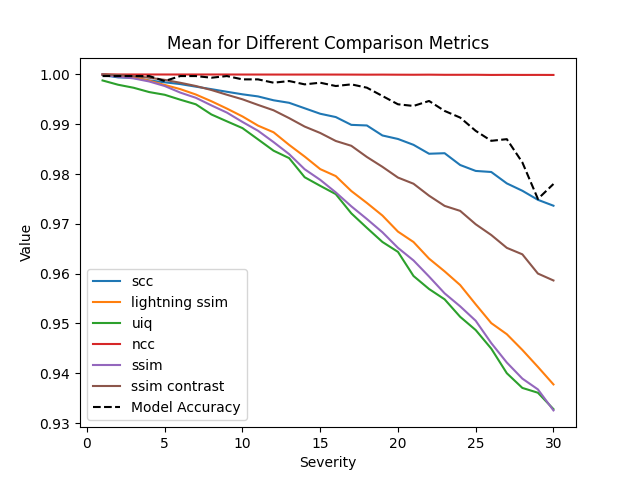 Mean for Different Comparison Metrics
1.00
0.99
0.98
0.97
0.96
0.95
0.94
0.93
Value
scc
lightning ssim
uiq
ncc
ssim
ssim contrast
Model Accuracy
0 5 10 15 20 25 30
Severity